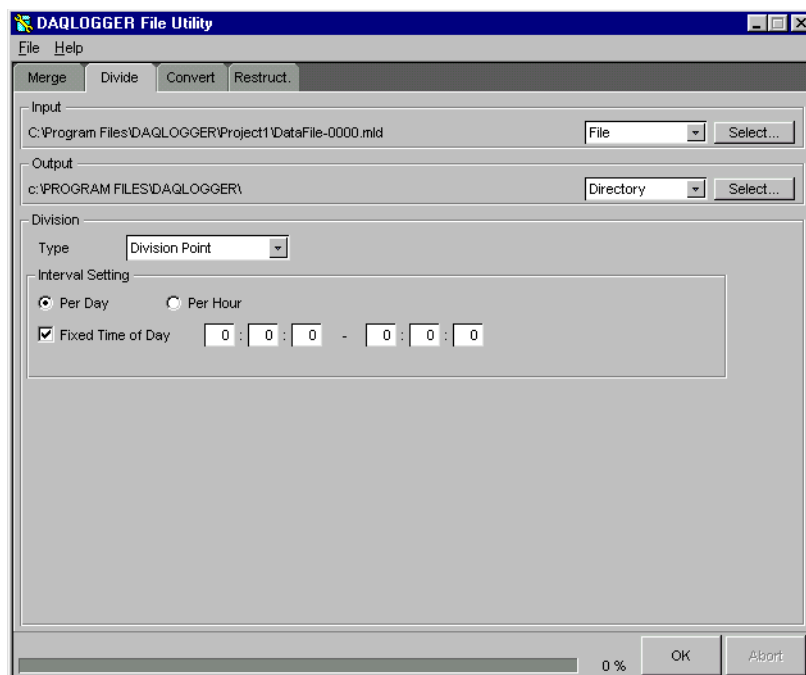 DAQLOGGER File Utility
File Help
Merge Divide Convert Restruct.
Input
C:\Program Files\DAQLOGGER\Project1\DataFile-0000.mld File Select...
Output
c:\PROGRAM FILES\DAQLOGGER\ Directory Select...
Division
Type Division Point
Interval Setting
Per Day Per Hour
Fixed Time of Day 0 : 0 : 0 - 0 : 0 : 0
0 % OK Abort